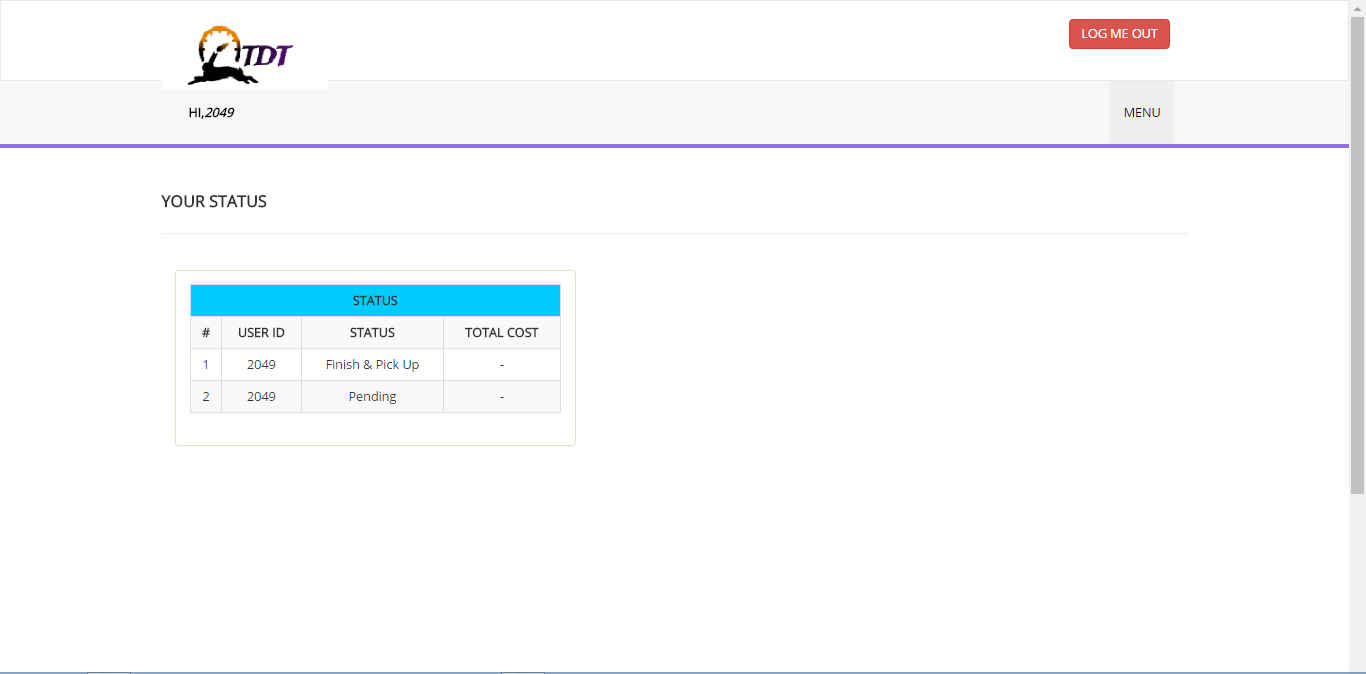 TDT
LOG ME OUT
HI,2049
MENU
YOUR STATUS
STATUS
# USER ID STATUS TOTAL COST
1 2049 Finish & Pick Up -
2 2049 Pending -